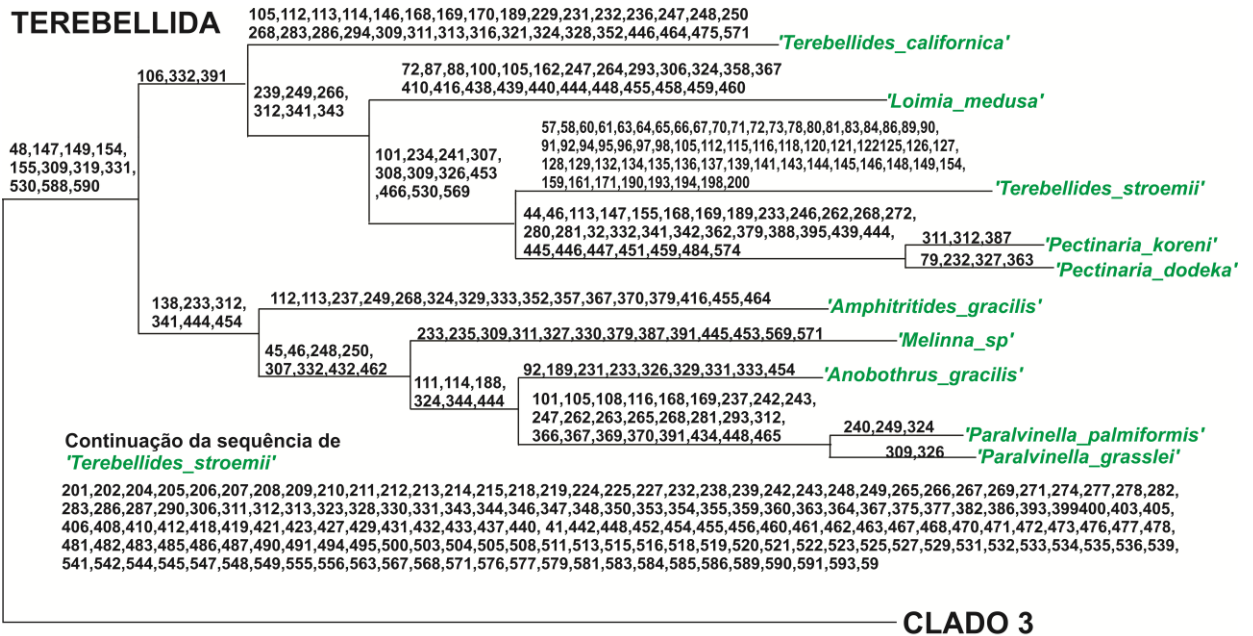 TEREBELLIDA
105,112,113,114,146,168,169,170,189,229,231,232,236,247,248,250
268,283,286,294,309,311,313,316,321,324,328,352,446,464,475,571
'Terebellides_californica'
106,332,391
72,87,88,100,105,162,247,264,293,306,324,358,367
410,416,438,439,440,444,448,455,458,459,460
'Loimia_medusa'
239,249,266,
312,341,343
57,58,60,61,63,64,65,66,67,70,71,72,73,78,80,81,83,84,86,89,90,
91,92,94,95,96,97,98,105,112,115,116,118,120,121,122125,126,127,
128,129,132,134,135,136,137,139,141,143,144,145,146,148,149,154,
159,161,171,190,193,194,198,200
'Terebellides_stroemii'
48,147,149,154,
155,309,319,331,
530,588,590
101,234,241,307,
308,309,326,453
,466,530,569
44,46,113,147,155,168,169,189,233,246,262,268,272,
280,281,32,332,341,342,362,379,388,395,439,444,
445,446,447,451,459,484,574
311,312,387
'Pectinaria_koreni'
79,232,327,363
'Pectinaria_dodeka'
138,233,312,
341,444,454
112,113,237,249,268,324,329,333,352,357,367,370,379,416,455,464
'Amphitritides_gracilis'
45,46,248,250,
307,332,432,462
233,235,309,311,327,330,379,387,391,445,453,569,571
'Melinna_sp'
111,114,188,
324,344,444
92,189,231,233,326,329,331,333,454
'Anobothrus_gracilis'
101,105,108,116,168,169,237,242,243,
247,262,263,265,268,281,293,312,
366,367,369,370,391,434,448,465
240,249,324
'Paralvinella_palmiformis'
309,326
'Paralvinella_grasslei'
Continuação da sequência de
'Terebellides_stroemii'
201,202,204,205,206,207,208,209,210,211,212,213,214,215,218,219,224,225,227,232,238,239,242,243,248,249,265,266,267,269,271,274,277,278,282,
283,286,287,290,306,311,312,313,323,328,330,331,343,344,346,347,348,350,353,354,355,359,360,363,364,367,375,377,382,386,393,399400,403,405,
406,408,410,412,418,419,421,423,427,429,431,432,433,437,440, 41,442,448,452,454,455,456,460,461,462,463,467,468,470,471,472,473,476,477,478,
481,482,483,485,486,487,490,491,494,495,500,503,504,505,508,511,513,515,516,518,519,520,521,522,523,525,527,529,531,532,533,534,535,536,539,
541,542,544,545,547,548,549,555,556,563,567,568,571,576,577,579,581,583,584,585,586,589,590,591,593,59
CLADO 3